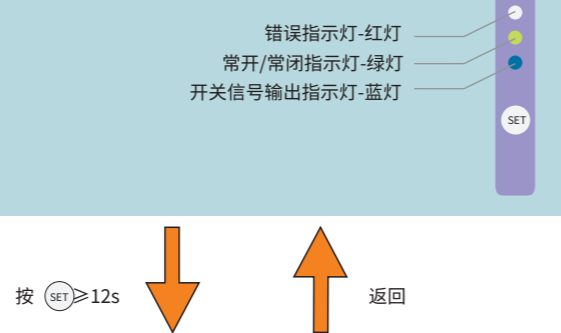 错误指示灯-红灯
常开/常闭指示灯-绿灯
开关信号输出指示灯-蓝灯
SET
按 SET ≥12s
返回